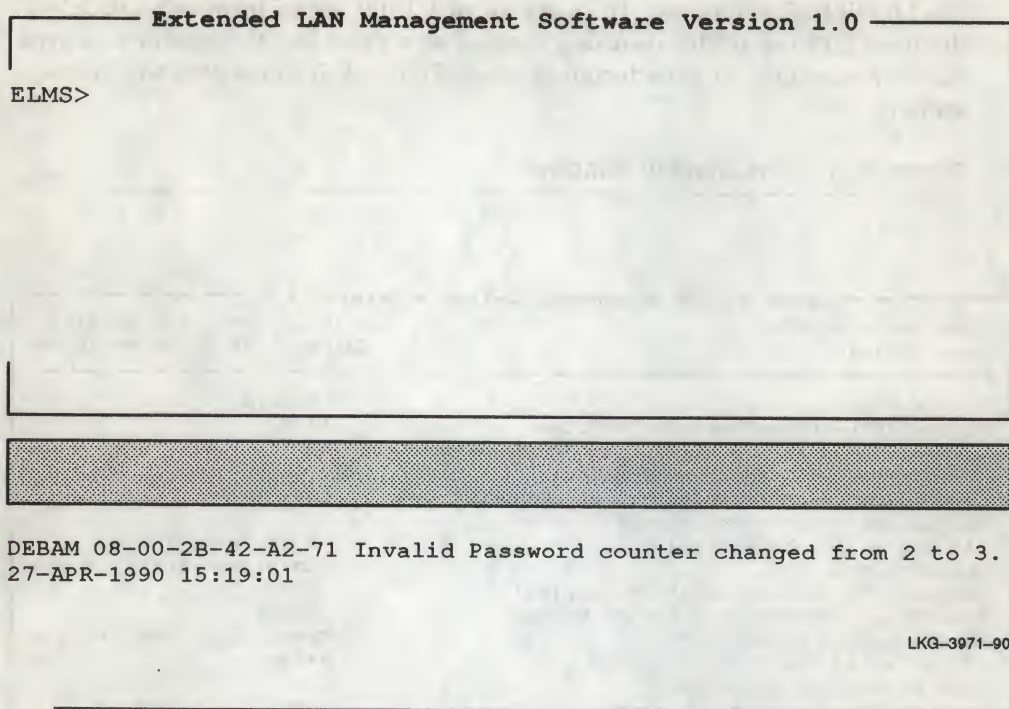 Extended LAN Management Software Version 1.0
ELMS>
DEBAM 08-00-2B-42-A2-71 Invalid Password counter changed from 2 to 3.
27-APR-1990 15:19:01
LKG-3971-90